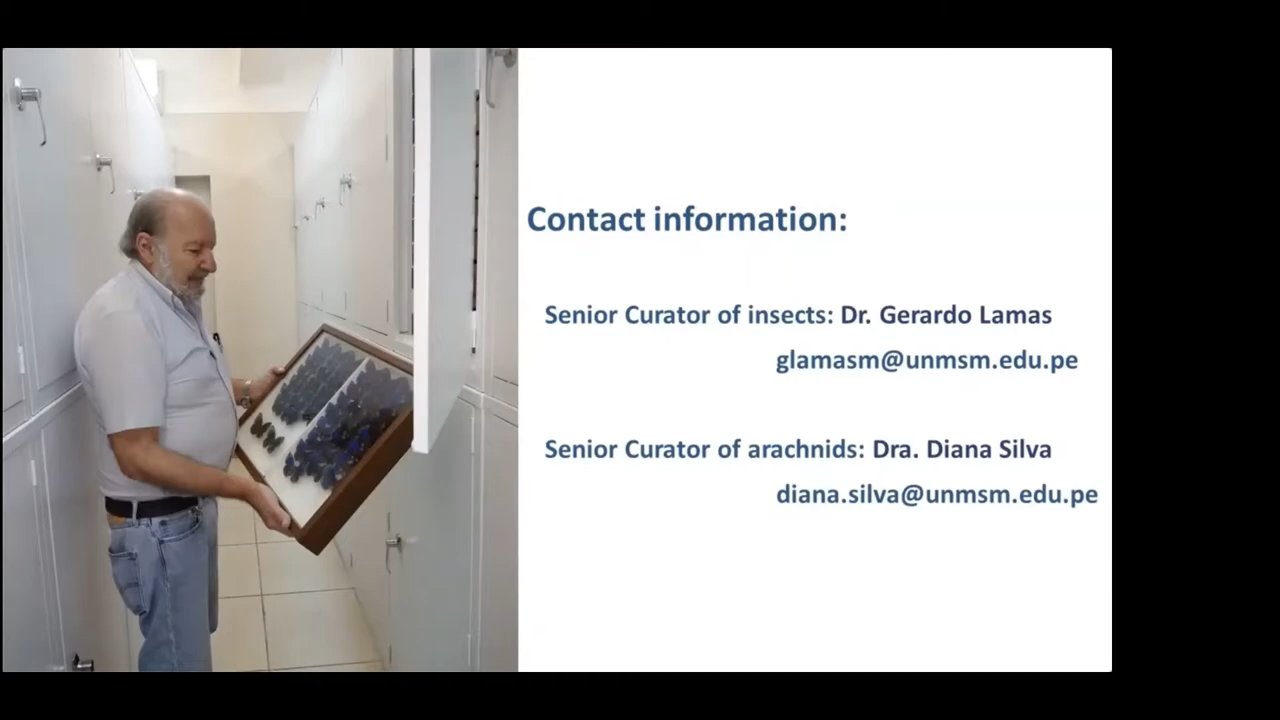 Contact information:
Senior Curator of insects: Dr. Gerardo Lamas
glamasm@unmsm.edu.pe
Senior Curator of arachnids: Dra. Diana Silva
diana.silva@unmsm.edu.pe